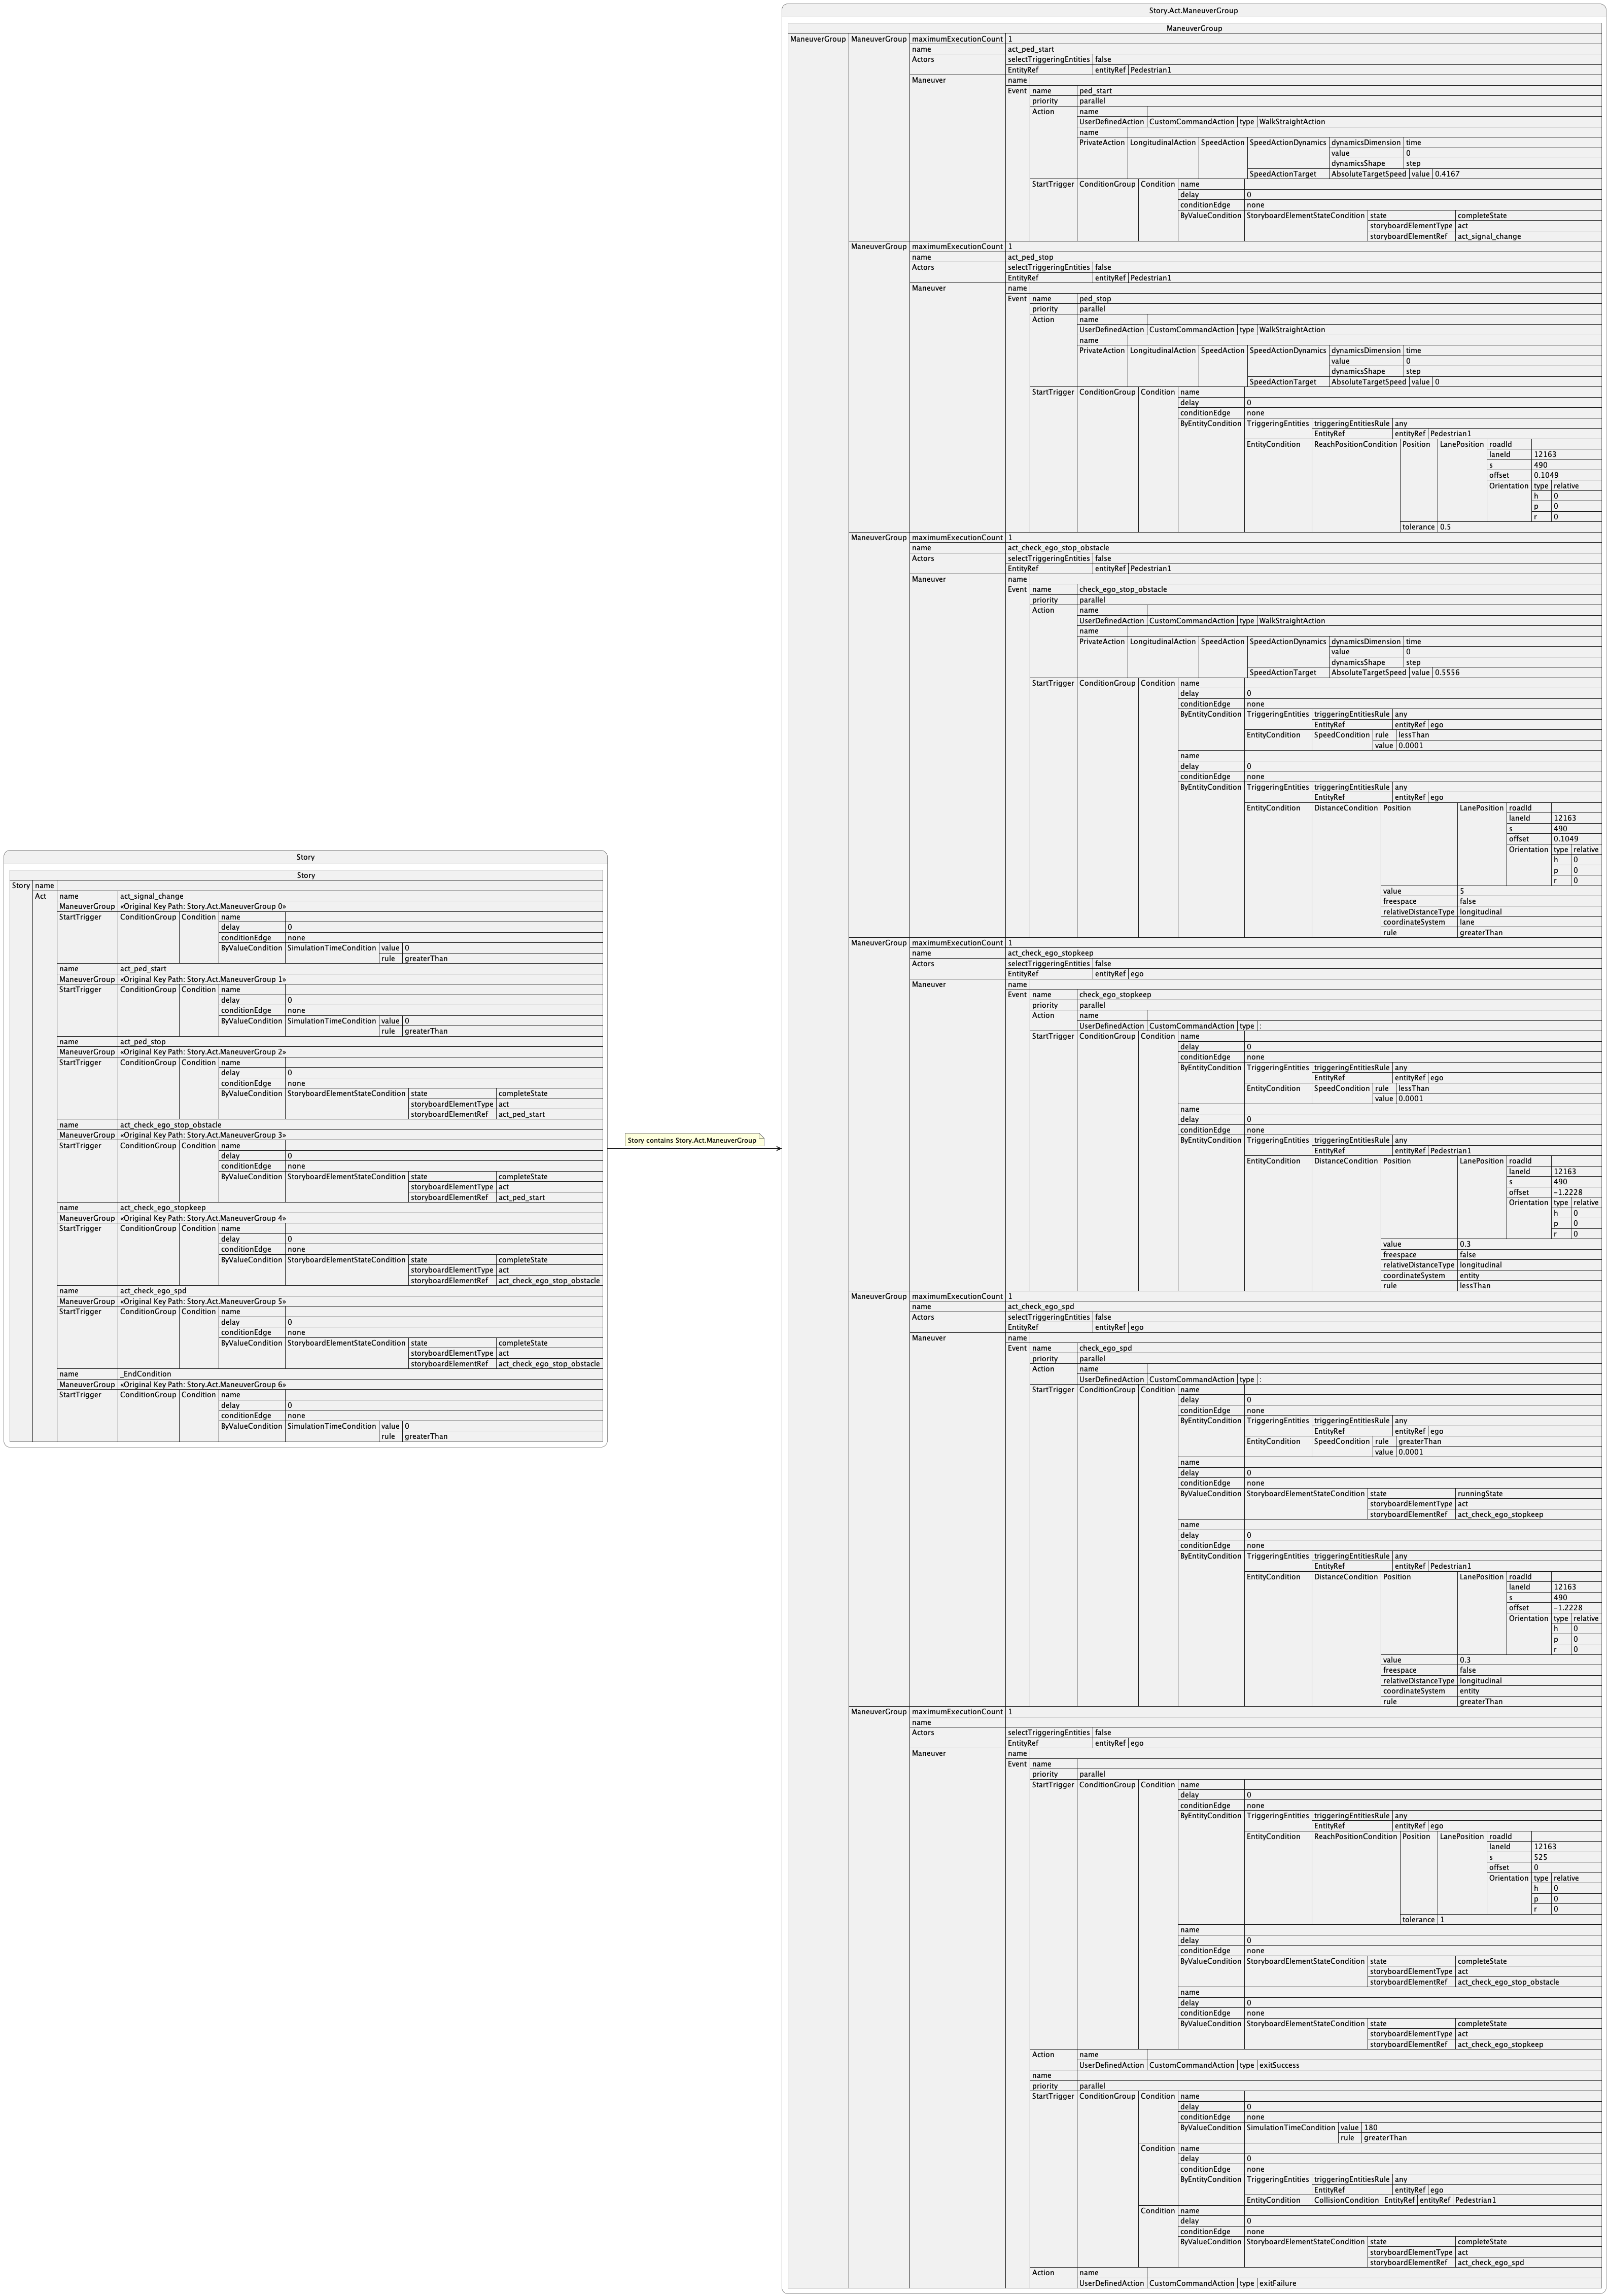 Story
Story
Story name
Act name act_signal_change
ManeuverGroup «Original Key Path: Story.Act.ManeuverGroup 0»
StartTrigger ConditionGroup Condition name
delay 0
conditionEdge none
ByValueCondition SimulationTimeCondition value 0
rule greaterThan
name act_ped_start
ManeuverGroup «Original Key Path: Story.Act.ManeuverGroup 1»
StartTrigger ConditionGroup Condition name
delay 0
conditionEdge none
ByValueCondition SimulationTimeCondition value 0
rule greaterThan
name act_ped_stop
ManeuverGroup «Original Key Path: Story.Act.ManeuverGroup 2»
StartTrigger ConditionGroup Condition name
delay 0
conditionEdge none
ByValueCondition StoryboardElementStateCondition state completeState
storyboardElementType act
storyboardElementRef act_ped_start
name act_check_ego_stop_obstacle
ManeuverGroup «Original Key Path: Story.Act.ManeuverGroup 3»
StartTrigger ConditionGroup Condition name
delay 0
conditionEdge none
ByValueCondition StoryboardElementStateCondition state completeState
storyboardElementType act
storyboardElementRef act_ped_start
name act_check_ego_stopkeep
ManeuverGroup «Original Key Path: Story.Act.ManeuverGroup 4»
StartTrigger ConditionGroup Condition name
delay 0
conditionEdge none
ByValueCondition StoryboardElementStateCondition state completeState
storyboardElementType act
storyboardElementRef act_check_ego_stop_obstacle
name act_check_ego_spd
ManeuverGroup «Original Key Path: Story.Act.ManeuverGroup 5»
StartTrigger ConditionGroup Condition name
delay 0
conditionEdge none
ByValueCondition StoryboardElementStateCondition state completeState
storyboardElementType act
storyboardElementRef act_check_ego_stop_obstacle
name _EndCondition
ManeuverGroup «Original Key Path: Story.Act.ManeuverGroup 6»
StartTrigger ConditionGroup Condition name
delay 0
conditionEdge none
ByValueCondition SimulationTimeCondition value 0
rule greaterThan
Story contains Story.Act.ManeuverGroup
Story.Act.ManeuverGroup
ManeuverGroup
ManeuverGroup ManeuverGroup maximumExecutionCount 1
name act_ped_start
Actors selectTriggeringEntities false
EntityRef entityRef Pedestrian1
Maneuver name
Event name ped_start
priority parallel
Action name
UserDefinedAction CustomCommandAction type WalkStraightAction
name
PrivateAction LongitudinalAction SpeedAction SpeedActionDynamics dynamicsDimension time
value 0
dynamicsShape step
SpeedActionTarget AbsoluteTargetSpeed value 0.4167
StartTrigger ConditionGroup Condition name
delay 0
conditionEdge none
ByValueCondition StoryboardElementStateCondition state completeState
storyboardElementType act
storyboardElementRef act_signal_change
ManeuverGroup maximumExecutionCount 1
name act_ped_stop
Actors selectTriggeringEntities false
EntityRef entityRef Pedestrian1
Maneuver name
Event name ped_stop
priority parallel
Action name
UserDefinedAction CustomCommandAction type WalkStraightAction
name
PrivateAction LongitudinalAction SpeedAction SpeedActionDynamics dynamicsDimension time
value 0
dynamicsShape step
SpeedActionTarget AbsoluteTargetSpeed value 0
StartTrigger ConditionGroup Condition name
delay 0
conditionEdge none
ByEntityCondition TriggeringEntities triggeringEntitiesRule any
EntityRef entityRef Pedestrian1
EntityCondition ReachPositionCondition Position LanePosition roadId
laneId 12163
s 490
offset 0.1049
Orientation type relative
h 0
p 0
r 0
tolerance 0.5
ManeuverGroup maximumExecutionCount 1
name act_check_ego_stop_obstacle
Actors selectTriggeringEntities false
EntityRef entityRef Pedestrian1
Maneuver name
Event name check_ego_stop_obstacle
priority parallel
Action name
UserDefinedAction CustomCommandAction type WalkStraightAction
name
PrivateAction LongitudinalAction SpeedAction SpeedActionDynamics dynamicsDimension time
value 0
dynamicsShape step
SpeedActionTarget AbsoluteTargetSpeed value 0.5556
StartTrigger ConditionGroup Condition name
delay 0
conditionEdge none
ByEntityCondition TriggeringEntities triggeringEntitiesRule any
EntityRef entityRef ego
EntityCondition SpeedCondition rule lessThan
value 0.0001
name
delay 0
conditionEdge none
ByEntityCondition TriggeringEntities triggeringEntitiesRule any
EntityRef entityRef ego
EntityCondition DistanceCondition Position LanePosition roadId
laneId 12163
s 490
offset 0.1049
Orientation type relative
h 0
p 0
r 0
value 5
freespace false
relativeDistanceType longitudinal
coordinateSystem lane
rule greaterThan
ManeuverGroup maximumExecutionCount 1
name act_check_ego_stopkeep
Actors selectTriggeringEntities false
EntityRef entityRef ego
Maneuver name
Event name check_ego_stopkeep
priority parallel
Action name
UserDefinedAction CustomCommandAction type :
StartTrigger ConditionGroup Condition name
delay 0
conditionEdge none
ByEntityCondition TriggeringEntities triggeringEntitiesRule any
EntityRef entityRef ego
EntityCondition SpeedCondition rule lessThan
value 0.0001
name
delay 0
conditionEdge none
ByEntityCondition TriggeringEntities triggeringEntitiesRule any
EntityRef entityRef Pedestrian1
EntityCondition DistanceCondition Position LanePosition roadId
laneId 12163
s 490
offset -1.2228
Orientation type relative
h 0
p 0
r 0
value 0.3
freespace false
relativeDistanceType longitudinal
coordinateSystem entity
rule lessThan
ManeuverGroup maximumExecutionCount 1
name act_check_ego_spd
Actors selectTriggeringEntities false
EntityRef entityRef ego
Maneuver name
Event name check_ego_spd
priority parallel
Action name
UserDefinedAction CustomCommandAction type :
StartTrigger ConditionGroup Condition name
delay 0
conditionEdge none
ByEntityCondition TriggeringEntities triggeringEntitiesRule any
EntityRef entityRef ego
EntityCondition SpeedCondition rule greaterThan
value 0.0001
name
delay 0
conditionEdge none
ByValueCondition StoryboardElementStateCondition state runningState
storyboardElementType act
storyboardElementRef act_check_ego_stopkeep
name
delay 0
conditionEdge none
ByEntityCondition TriggeringEntities triggeringEntitiesRule any
EntityRef entityRef Pedestrian1
EntityCondition DistanceCondition Position LanePosition roadId
laneId 12163
s 490
offset -1.2228
Orientation type relative
h 0
p 0
r 0
value 0.3
freespace false
relativeDistanceType longitudinal
coordinateSystem entity
rule greaterThan
ManeuverGroup maximumExecutionCount 1
name
Actors selectTriggeringEntities false
EntityRef entityRef ego
Maneuver name
Event name
priority parallel
StartTrigger ConditionGroup Condition name
delay 0
conditionEdge none
ByEntityCondition TriggeringEntities triggeringEntitiesRule any
EntityRef entityRef ego
EntityCondition ReachPositionCondition Position LanePosition roadId
laneId 12163
s 525
offset 0
Orientation type relative
h 0
p 0
r 0
tolerance 1
name
delay 0
conditionEdge none
ByValueCondition StoryboardElementStateCondition state completeState
storyboardElementType act
storyboardElementRef act_check_ego_stop_obstacle
name
delay 0
conditionEdge none
ByValueCondition StoryboardElementStateCondition state completeState
storyboardElementType act
storyboardElementRef act_check_ego_stopkeep
Action name
UserDefinedAction CustomCommandAction type exitSuccess
name
priority parallel
StartTrigger ConditionGroup Condition name
delay 0
conditionEdge none
ByValueCondition SimulationTimeCondition value 180
rule greaterThan
Condition name
delay 0
conditionEdge none
ByEntityCondition TriggeringEntities triggeringEntitiesRule any
EntityRef entityRef ego
EntityCondition CollisionCondition EntityRef entityRef Pedestrian1
Condition name
delay 0
conditionEdge none
ByValueCondition StoryboardElementStateCondition state completeState
storyboardElementType act
storyboardElementRef act_check_ego_spd
Action name
UserDefinedAction CustomCommandAction type exitFailure